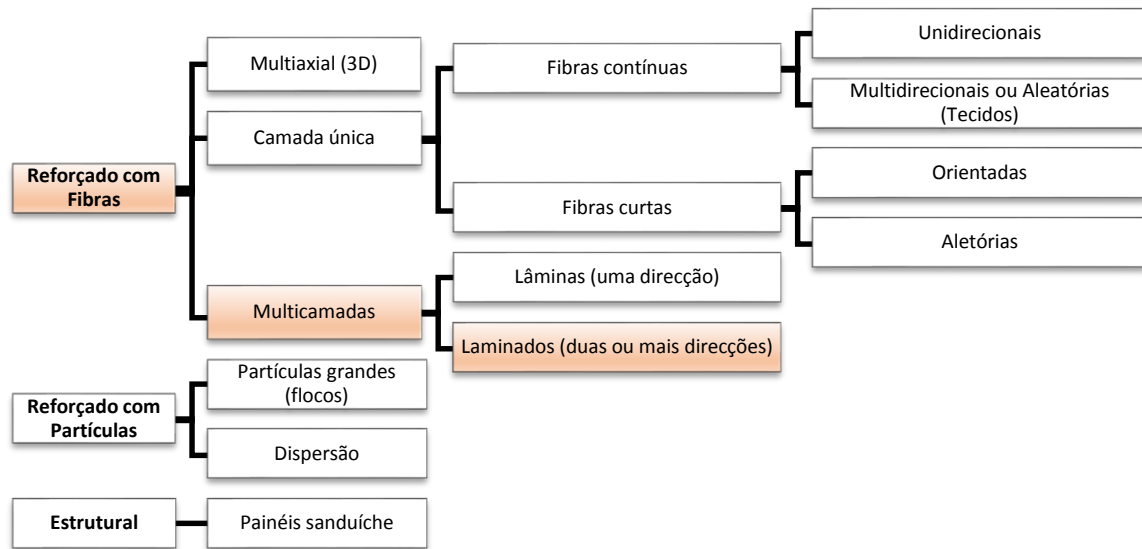 Reforçado com
Fibras
Multiaxial (3D)
Camada única
Fibras contínuas
Unidirecionais
Multidirecionais ou Aleatórias
(Tecidos)
Fibras curtas
Orientadas
Aletórias
Multicamadas
Lâminas (uma direcção)
Laminados (duas ou mais direcções)
Reforçado com
Partículas
Partículas grandes
(flocos)
Dispersão
Estrutural
Painéis sanduíche